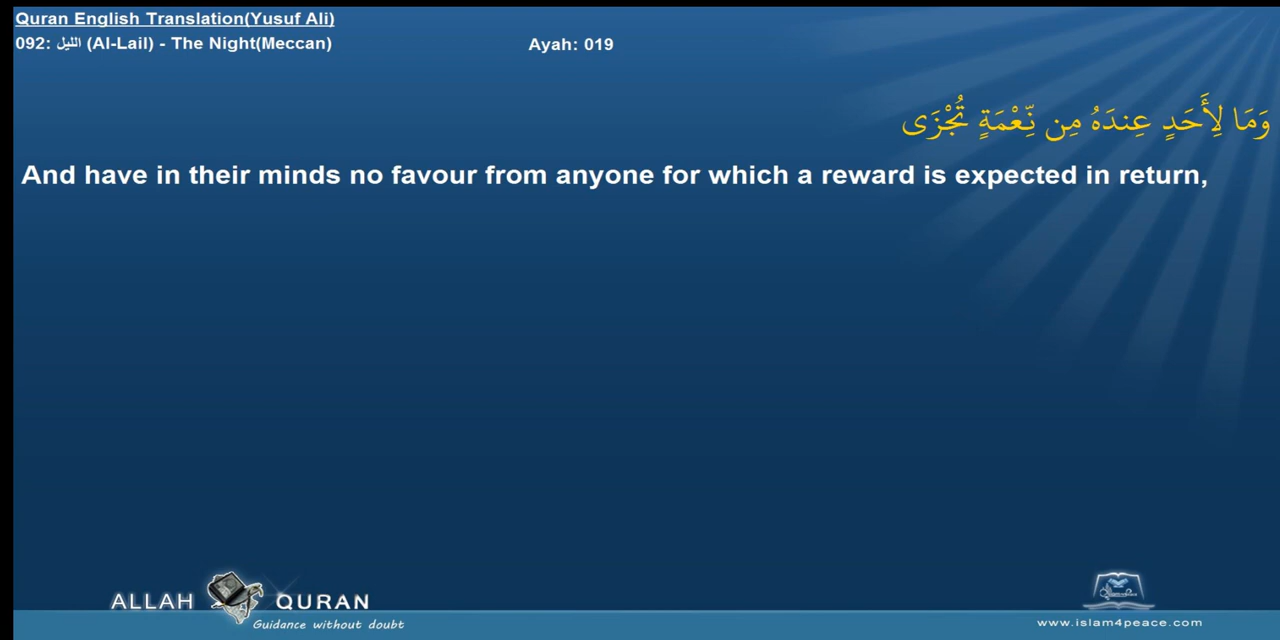 Quran English Translation(Yusuf Ali)
092: الليل (Al-Lail) - The Night(Meccan)
Ayah: 019
وَمَا لِأَحَدٍ عِندَهُ مِن نِّعْمَةٍ تُجْزَى
And have in their minds no favour from anyone for which a reward is expected in return,
ALLAH QURAN
Guidance without doubt
www.islam4peace.com